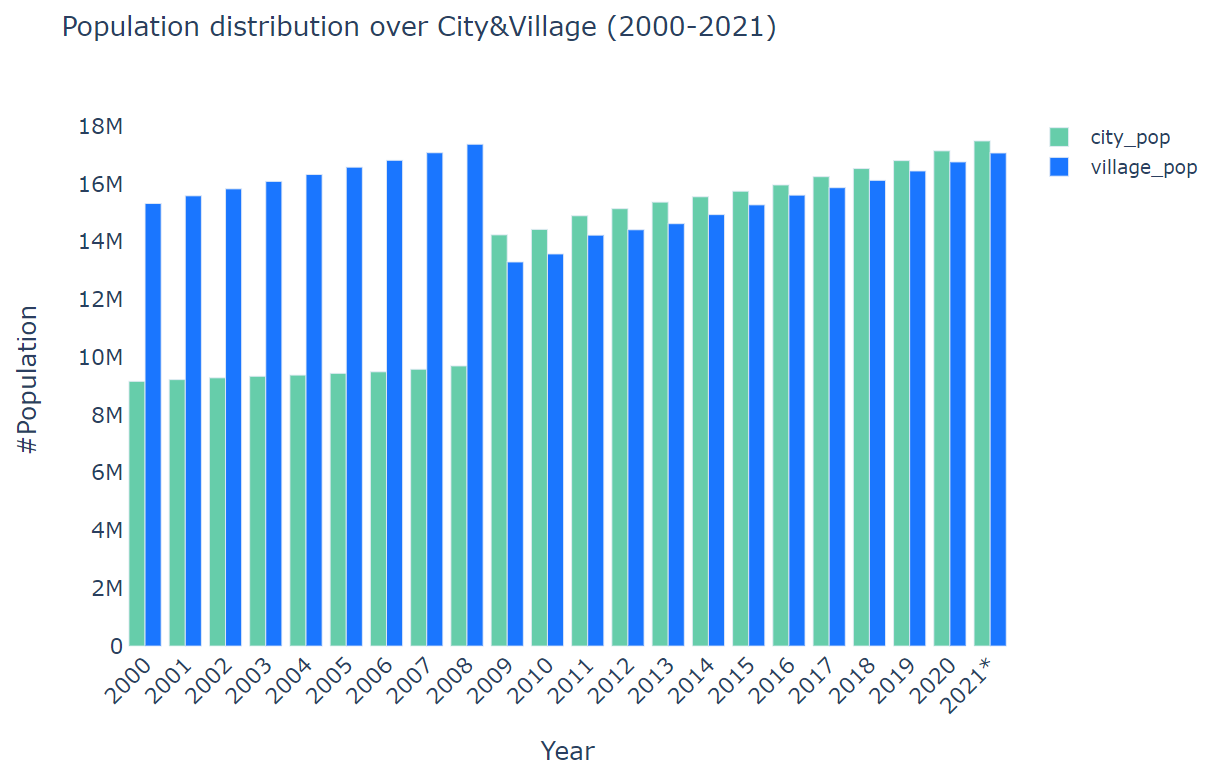 Population distribution over City&Village (2000-2021)
18M
16M
14M
12M
10M
8M
6M
4M
2M
0
#Population
2000
2001
2002
2003
2004
2005
2006
2007
2008
2009
2010
2011
2012
2013
2014
2015
2016
2017
2018
2019
2020
2021*
Year
city_pop
village_pop